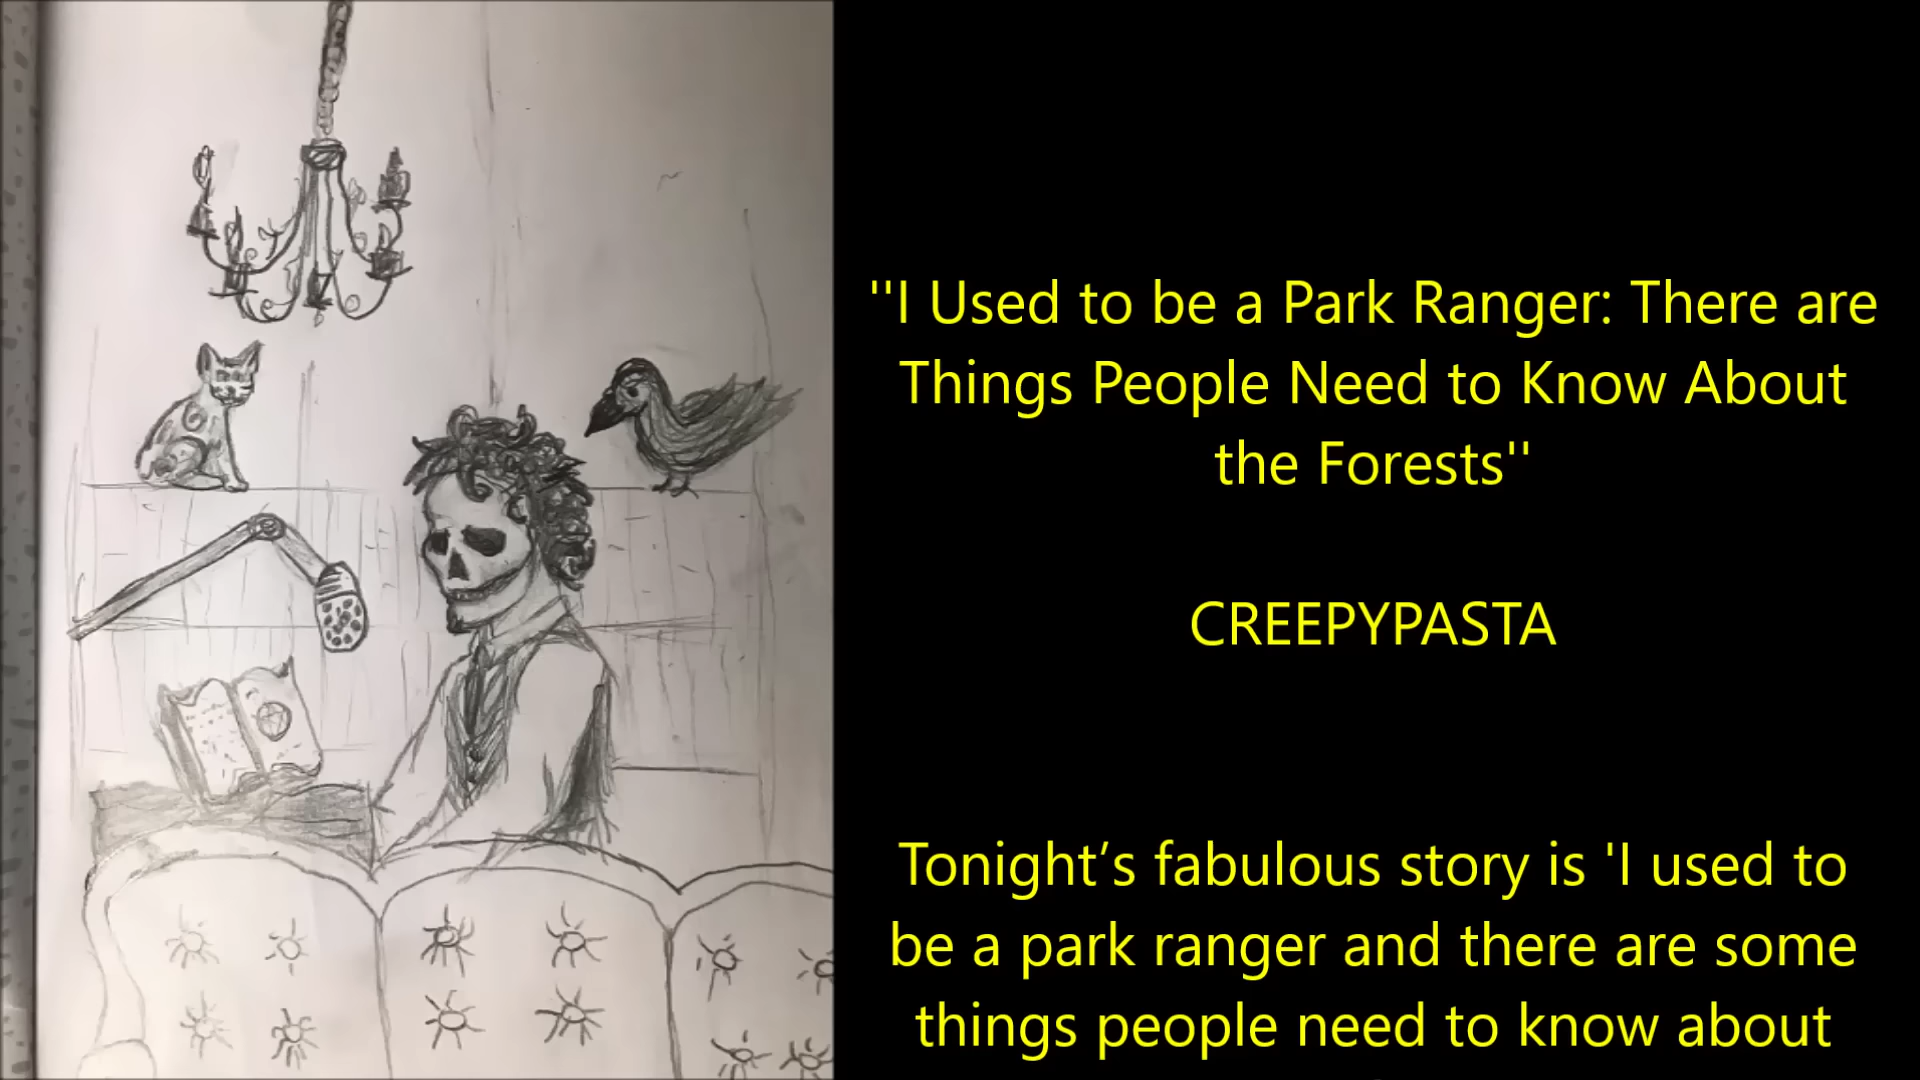 ''I Used to be a Park Ranger: There are
Things People Need to Know About
the Forests''
CREEPYPASTA
Tonight’s fabulous story is 'I used to
be a park ranger and there are some
things people need to know about